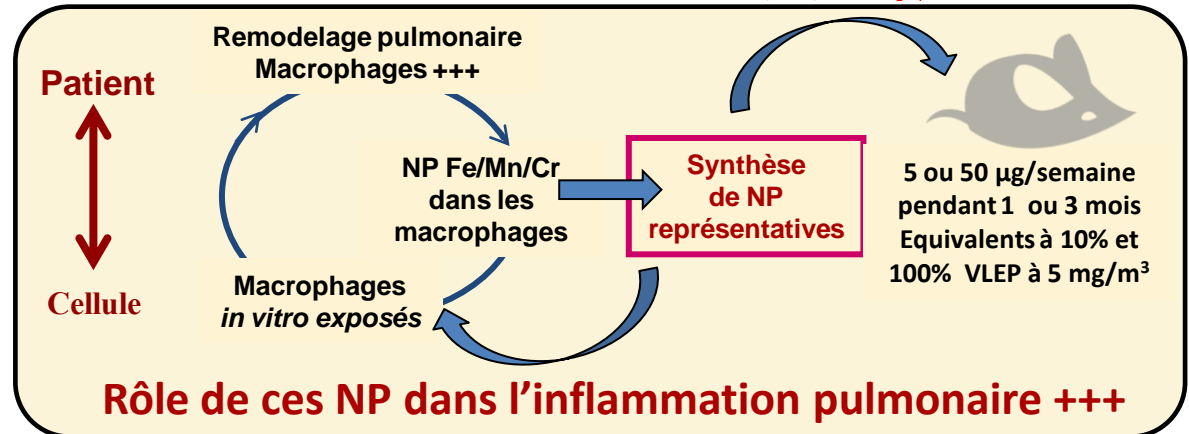 Remodelage pulmonaire
Macrophages +++
Patient
Cellule
NP Fe/Mn/Cr
dans les
macrophages
Macrophages
in vitro exposés
Synthèse
de NP
représentatives
5 ou 50 µg/semaine
pendant 1 ou 3 mois
Equivalents à 10% et
100% VLEP à 5 mg/m³
Rôle de ces NP dans l'inflammation pulmonaire +++